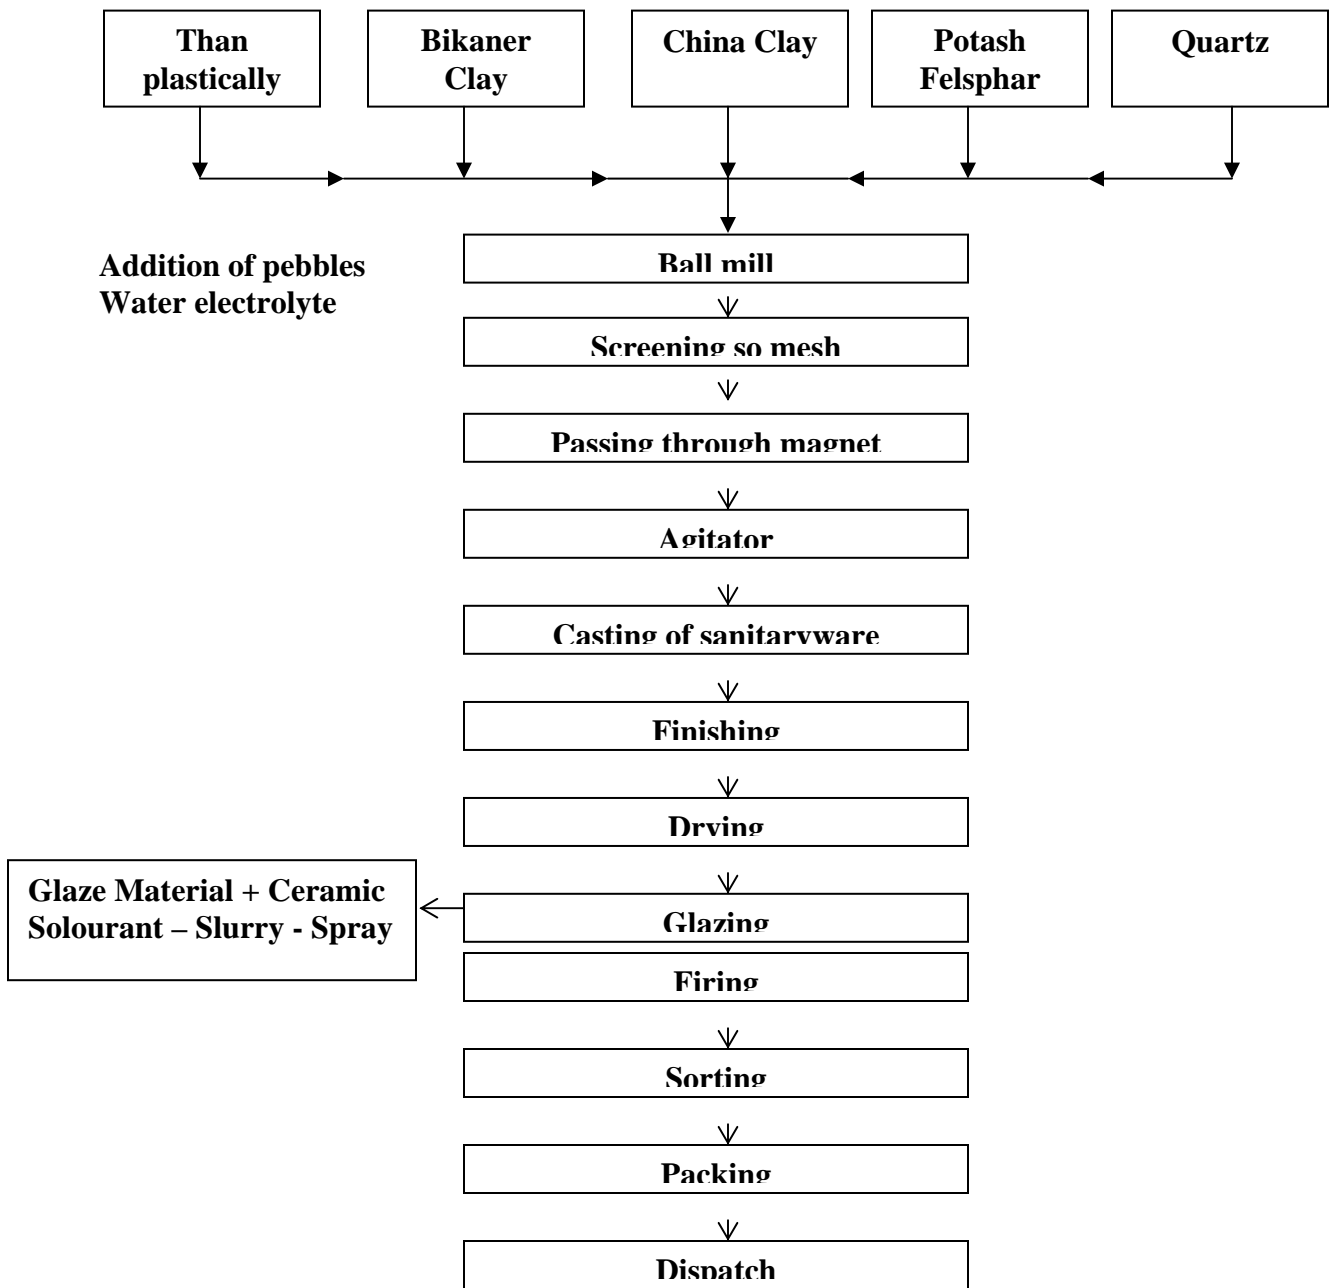 Than
plastically
Bikaner
Clay
China Clay
Potash
Felsphar
Quartz
Addition of pebbles
Water electrolyte
Ball mill
Screening so mesh
Passing through magnet
Agitator
Casting of sanitaryware
Finishing
Drying
Glaze Material + Ceramic
Solourant – Slurry - Spray
Glazing
Firing
Sorting
Packing
Dispatch